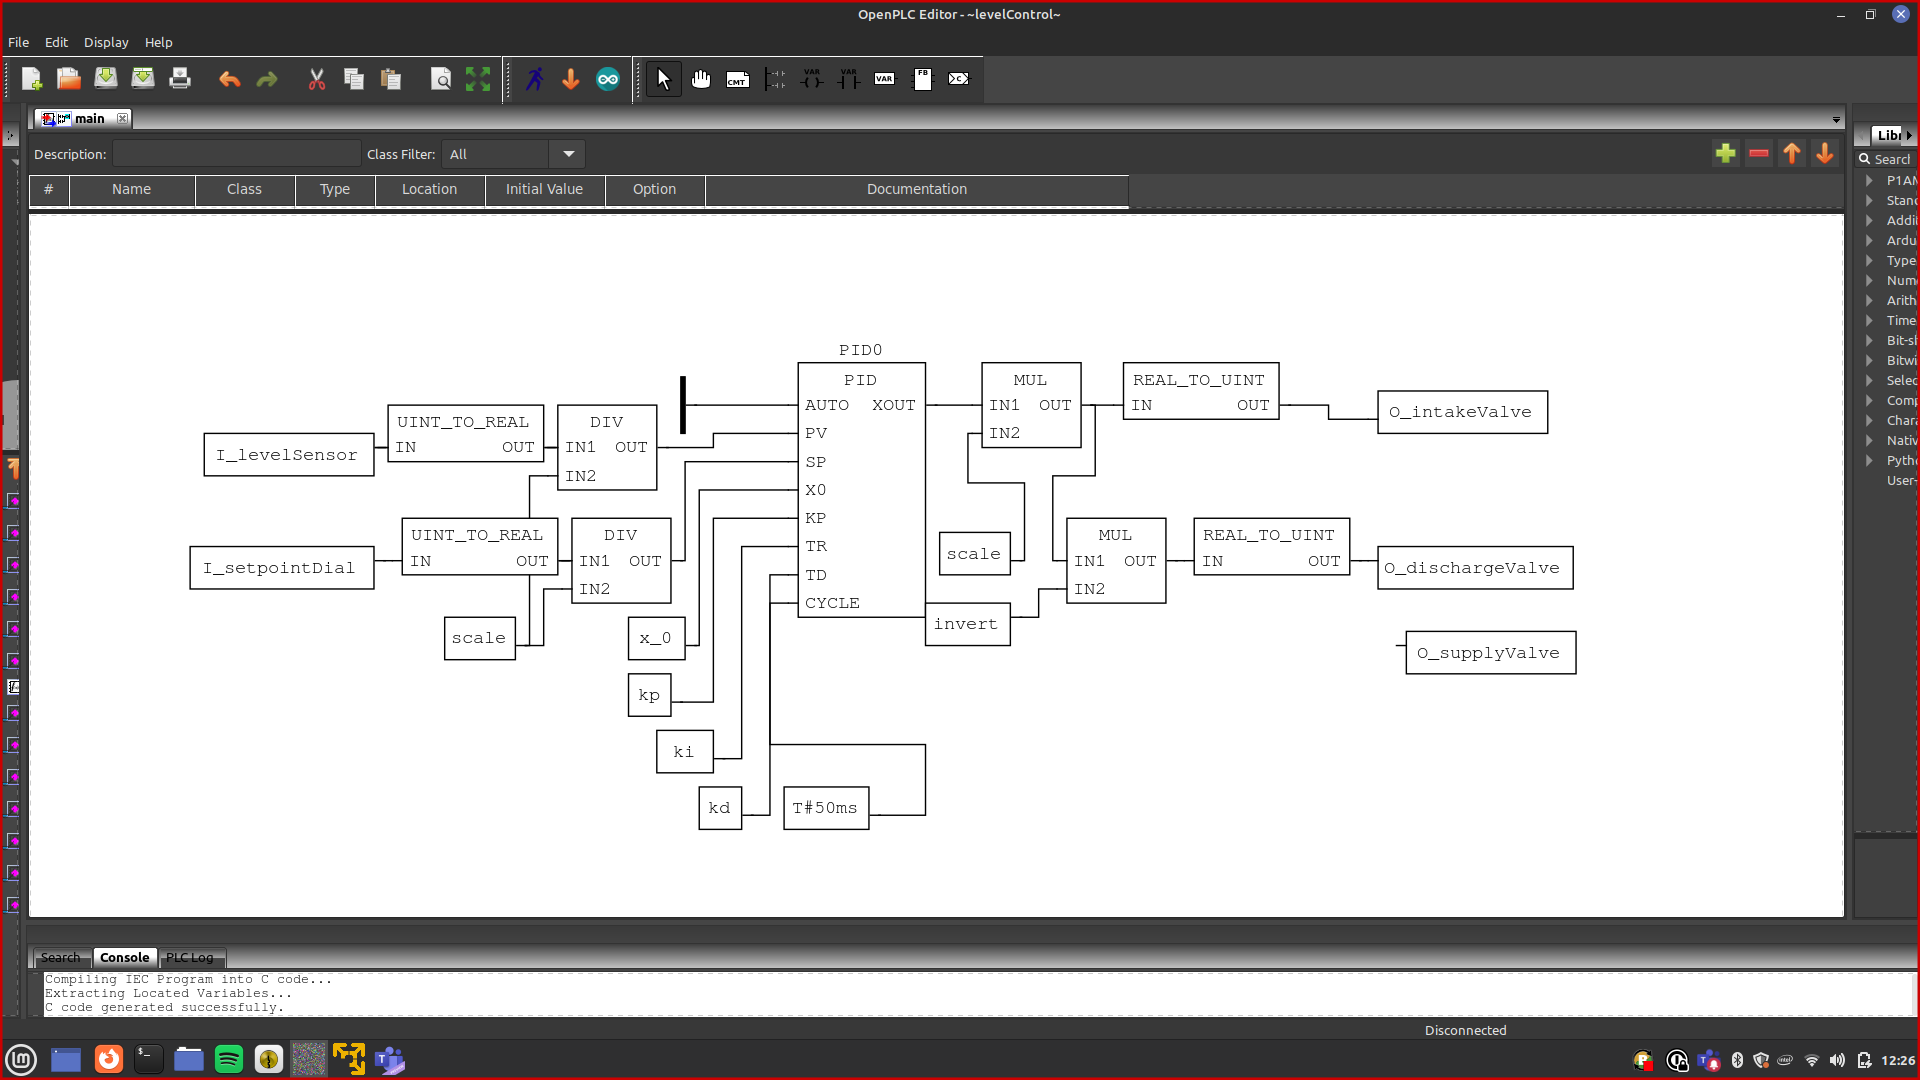 OpenPLC Editor - ~levelControl~
File Edit Display Help
CMT VAR VAR VAR FB C
main
Description: Class Filter: All
# Name Class Type Location Initial Value Option Documentation
PID0
PID
AUTO XOUT
PV
SP
X0
KP
TR
TD
CYCLE
I_levelSensor
UINT_TO_REAL
IN OUT
DIV
IN1 OUT
IN2
I_setpointDial
UINT_TO_REAL
IN OUT
DIV
IN1 OUT
IN2
scale
x_0
kp
ki
kd
T#50ms
MUL
IN1 OUT
IN2
REAL_TO_UINT
IN OUT
O_intakeValve
scale
invert
MUL
IN1 OUT
IN2
REAL_TO_UINT
IN OUT
O_dischargeValve
O_supplyValve
Libr
Search
P1AM
Stand
Addi
Ardu
Type
Num
Arith
Time
Bit-sh
Bitwi
Selec
Comp
Chara
Nativ
Pytho
User-
Search Console PLC Log
Compiling IEC Program into C code...
Extracting Located Variables...
C code generated successfully.
Disconnected
12:26